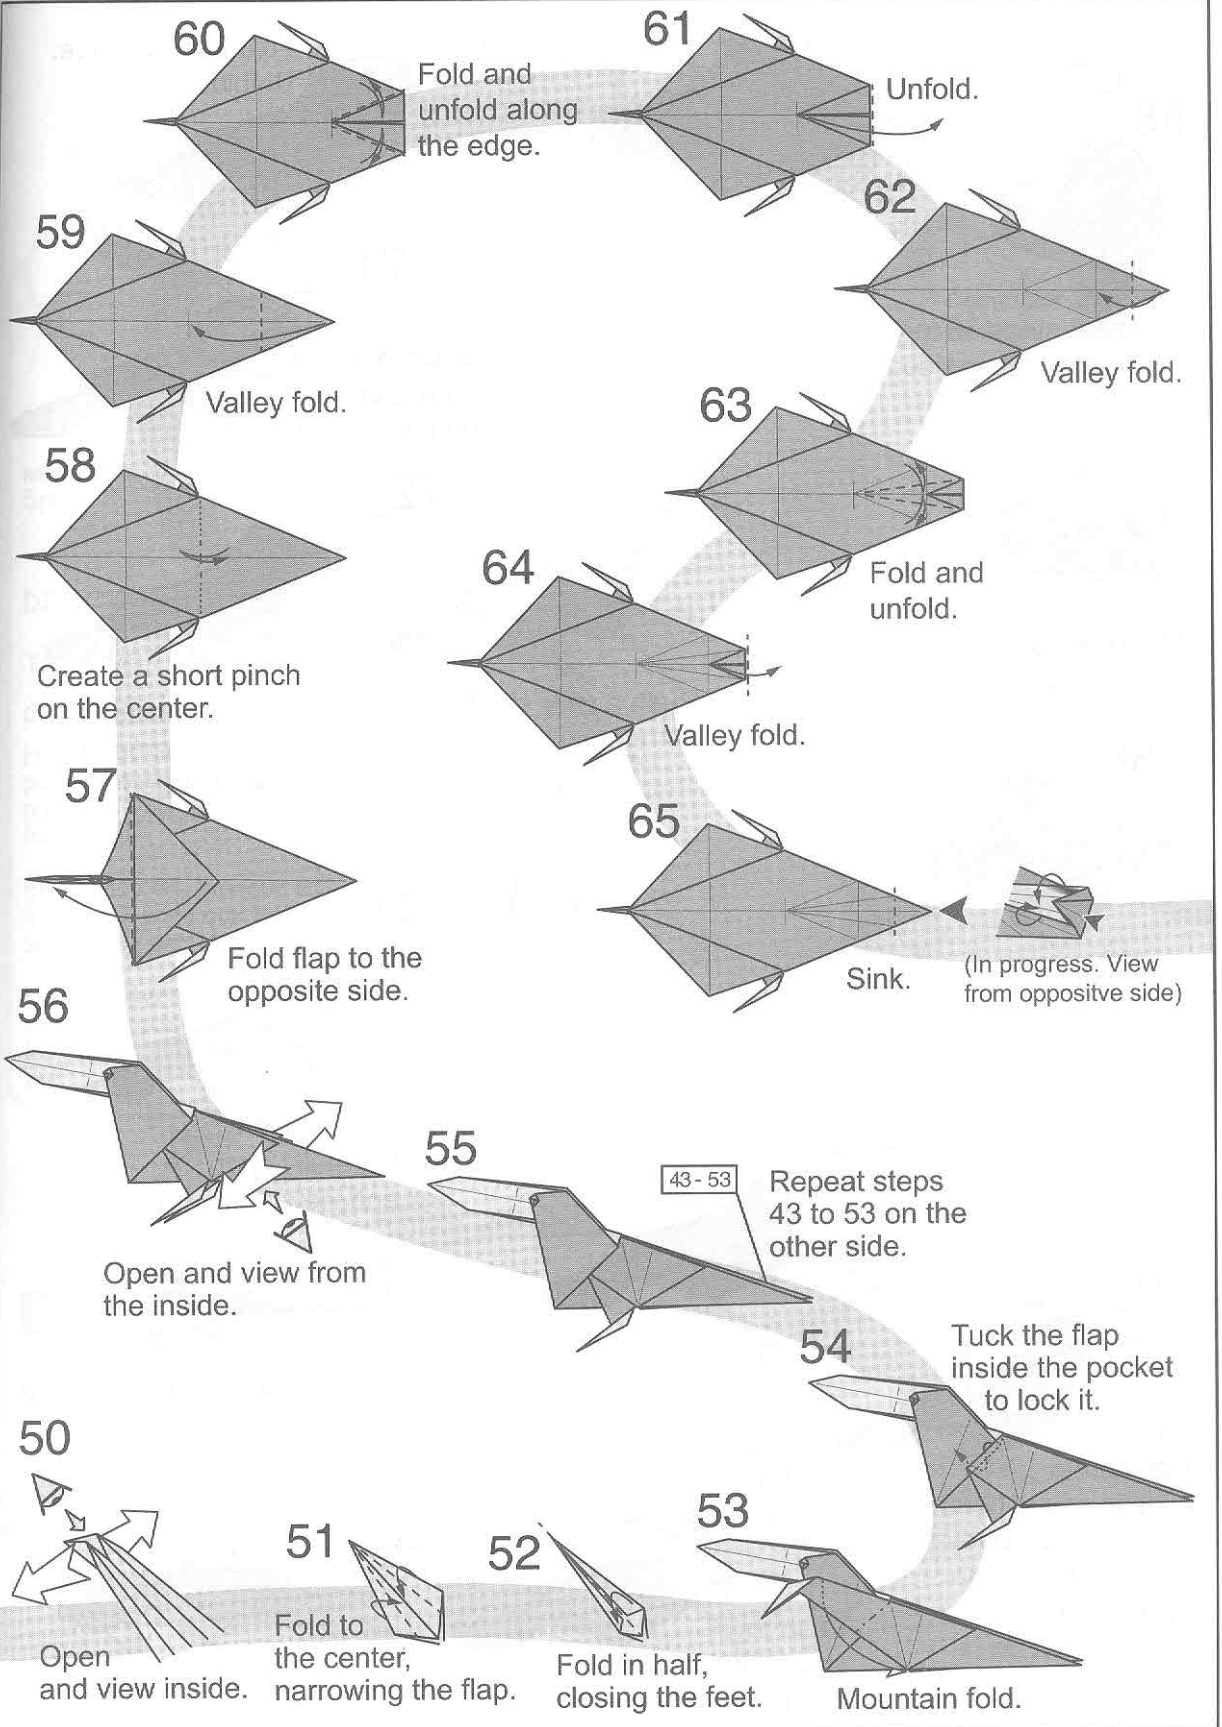 60
Fold and
unfold along
the edge.
61
Unfold.
62
Valley fold.
59
Valley fold.
63
Fold and
unfold.
58
Create a short pinch
on the center.
64
Valley fold.
57
Fold flap to the
opposite side.
65
Sink.
(In progress. View
from oppositve side)
56
Open and view from
the inside.
55
43 - 53
Repeat steps
43 to 53 on the
other side.
54
Tuck the flap
inside the pocket
to lock it.
50
Open
and view inside.
51
Fold to
the center,
narrowing the flap.
52
Fold in half,
closing the feet.
53
Mountain fold.